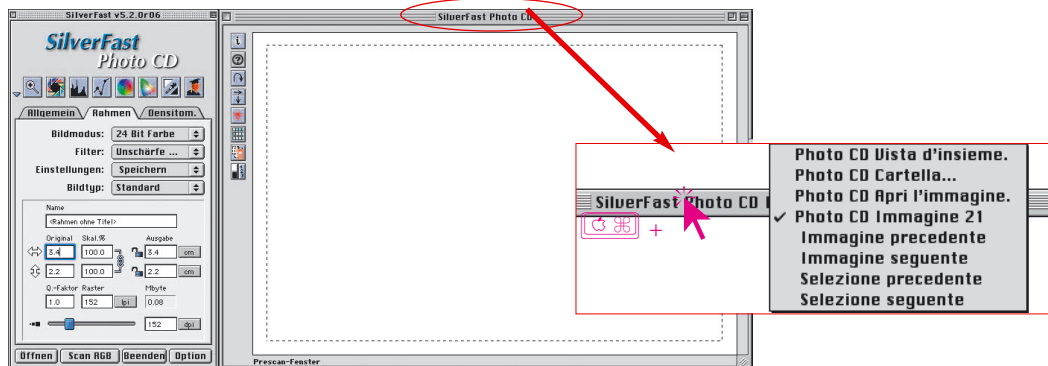 SilverFast v5.2.0r06
SilverFast
Photo CD
Allgemein Rahmen Densitom.
Bildmodus: 24 Bit Farbe
Filter: Unschärfe ...
Einstellungen: Speichern
Bildtyp: Standard
Name
<Rahmen ohne Titel>
Original Skal.% Ausgabe
3.4 100.0 3.4 cm
2.2 100.0 2.2 cm
Q.-Faktor Raster Mbyte
1.0 152 lpi 0.08
152 dpi
Öffnen Scan RGB Beenden Option
SilverFast Photo CD
Prescan-Fenster
SilverFast Photo CD
⌘
+
Photo CD Vista d'insieme.
Photo CD Cartella...
Photo CD Apri l'immagine.
✓ Photo CD Immagine 21
Immagine precedente
Immagine seguente
Selezione precedente
Selezione seguente